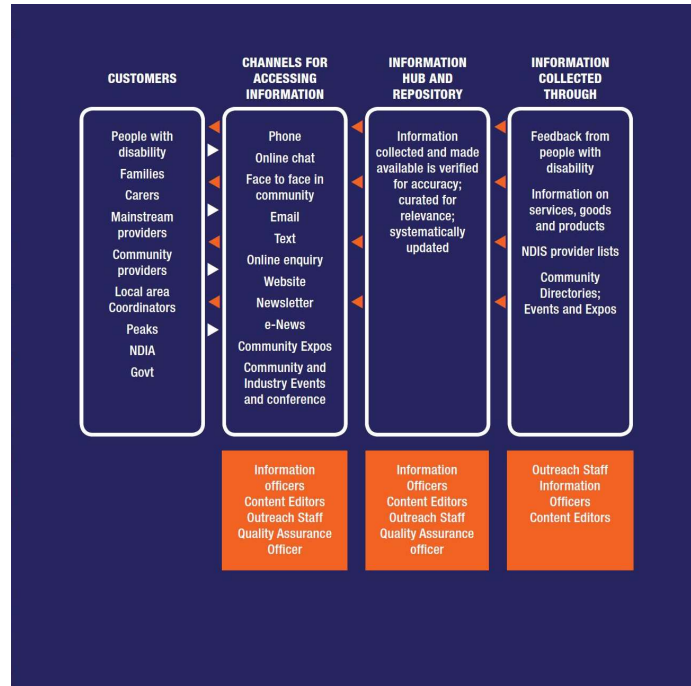 CUSTOMERS
People with
disability
Families
Carers
Mainstream
providers
Community
providers
Local area
Coordinators
Peaks
NDIA
Govt
CHANNELS FOR
ACCESSING
INFORMATION
Phone
Online chat
Face to face in
community
Email
Text
Online enquiry
Website
Newsletter
e-News
Community Expos
Community and
Industry Events
and conference
Information
officers
Content Editors
Outreach Staff
Quality Assurance
Officer
INFORMATION
HUB AND
REPOSITORY
Information
collected and made
available is verified
for accuracy;
curated for
relevance;
systematically
updated
Information
Officers
Content Editors
Outreach Staff
Quality Assurance
officer
INFORMATION
COLLECTED
THROUGH
Feedback from
people with
disability
Information on
services, goods
and products
NDIS provider lists
Community
Directories;
Events and Expos
Outreach Staff
Information
Officers
Content Editors